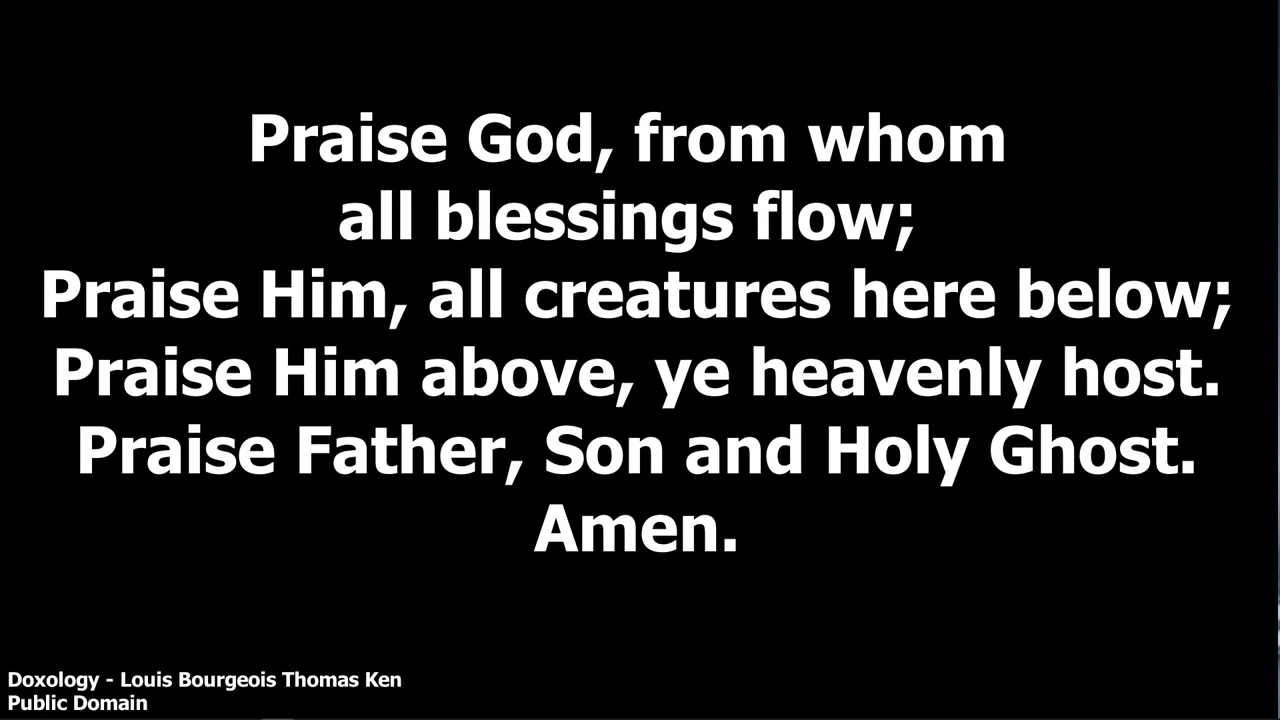 Praise God, from whom
all blessings flow;
Praise Him, all creatures here below;
Praise Him above, ye heavenly host.
Praise Father, Son and Holy Ghost.
Amen.
Doxology - Louis Bourgeois Thomas Ken
Public Domain